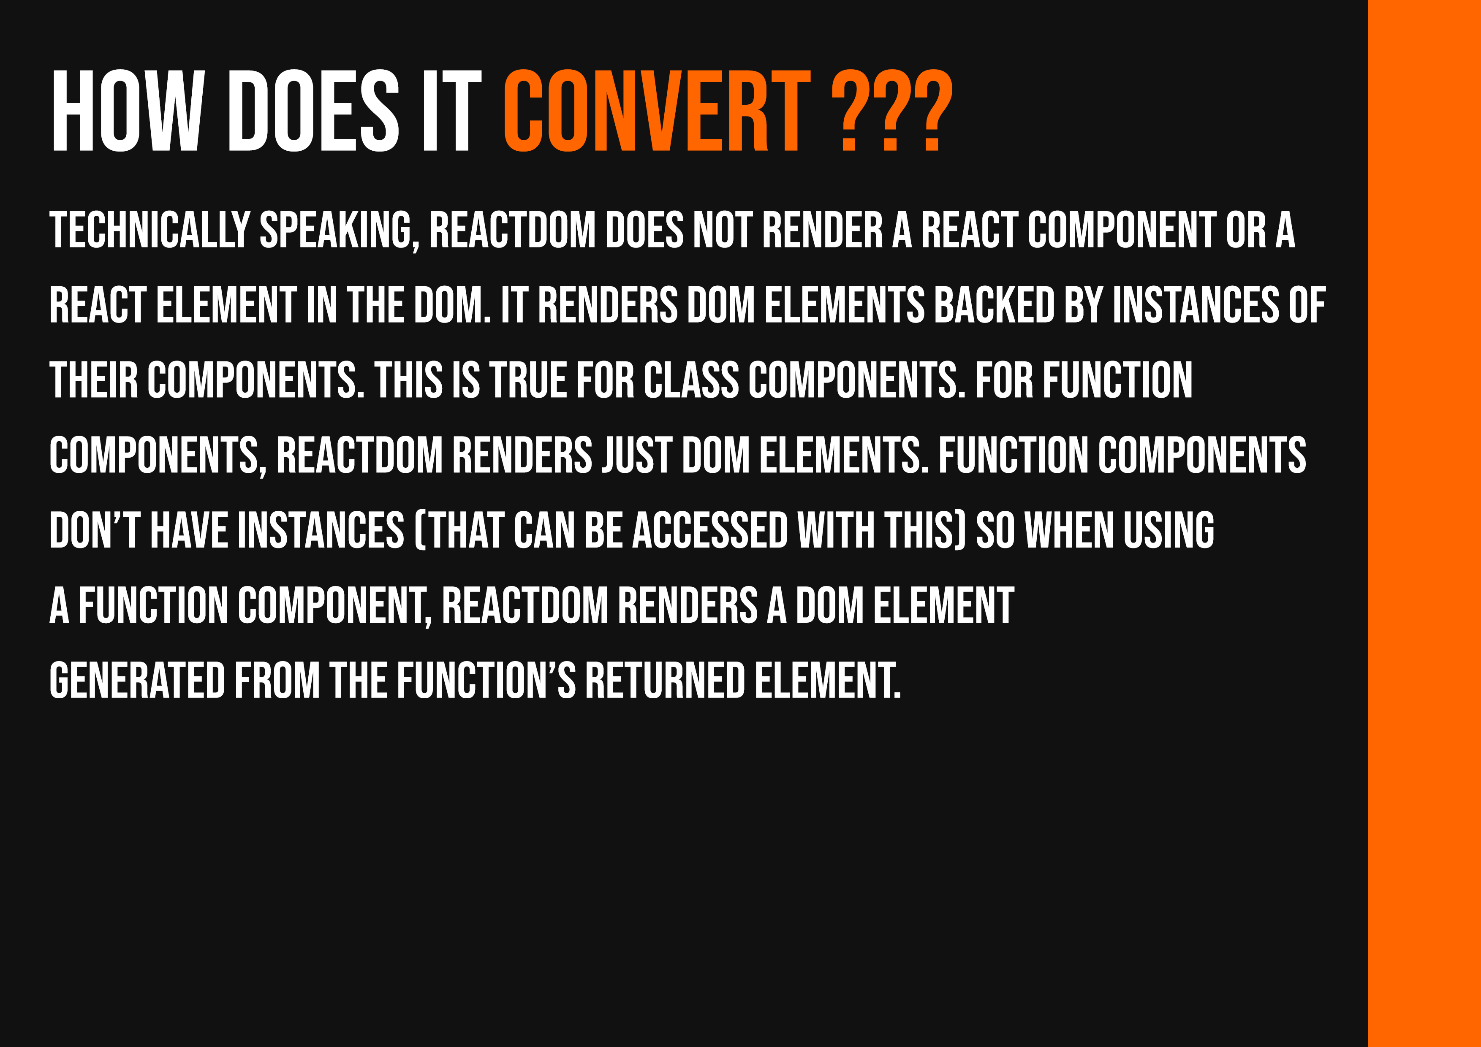 HOW DOES IT CONVERT ???
TECHNICALLY SPEAKING, REACTDOM DOES NOT RENDER A REACT COMPONENT OR A
REACT ELEMENT IN THE DOM. IT RENDERS DOM ELEMENTS BACKED BY INSTANCES OF
THEIR COMPONENTS. THIS IS TRUE FOR CLASS COMPONENTS. FOR FUNCTION
COMPONENTS, REACTDOM RENDERS JUST DOM ELEMENTS. FUNCTION COMPONENTS
DON’T HAVE INSTANCES (THAT CAN BE ACCESSED WITH THIS) SO WHEN USING
A FUNCTION COMPONENT, REACTDOM RENDERS A DOM ELEMENT
GENERATED FROM THE FUNCTION’S RETURNED ELEMENT.